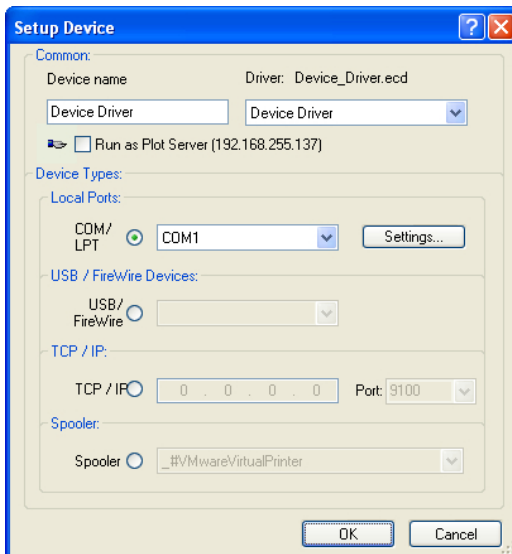 Setup Device
Common:
Device name Driver: Device_Driver.ecd
Device Driver Device Driver
Run as Plot Server (192.168.255.137)
Device Types:
Local Ports:
COM/
LPT COM1 Settings...
USB / FireWire Devices:
USB/
FireWire
TCP / IP:
TCP / IP 0 . 0 . 0 . 0 Port: 9100
Spooler:
Spooler _#VMwareVirtualPrinter
OK Cancel